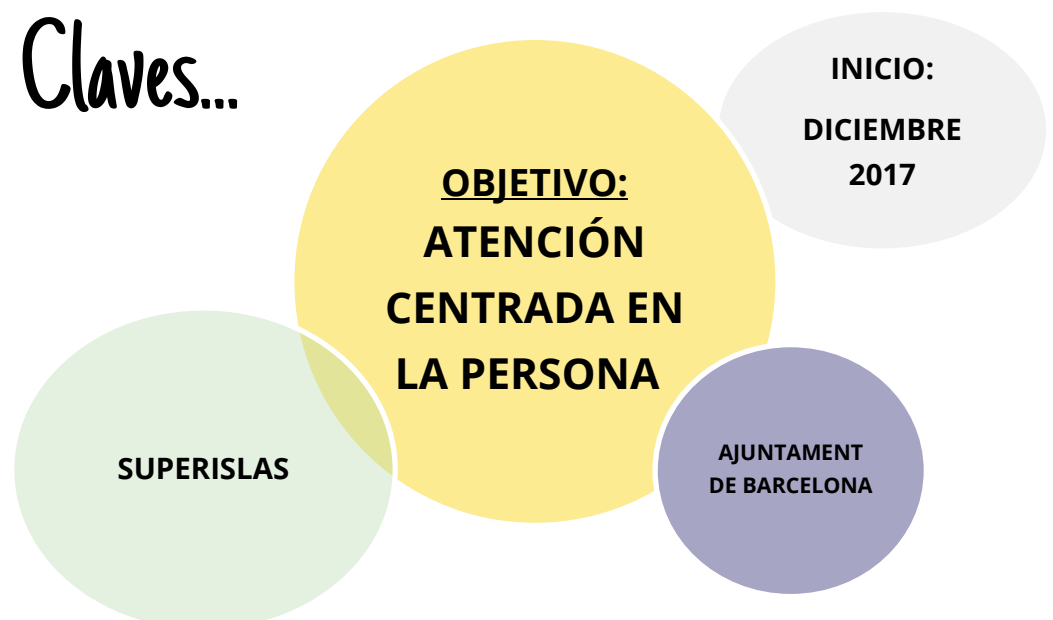 Claves...
INICIO:
DICIEMBRE
2017
OBJETIVO:
ATENCIÓN
CENTRADA EN
LA PERSONA
SUPERISLAS
AJUNTAMENT
DE BARCELONA